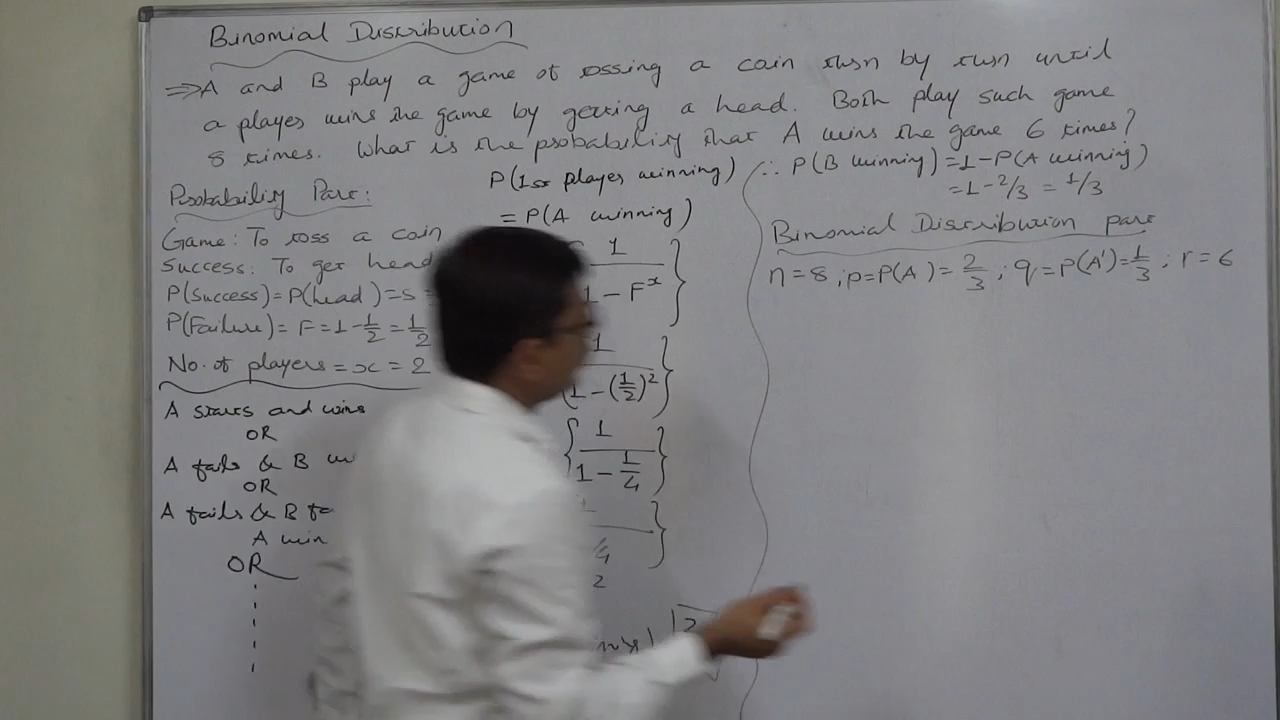 Binomial Distribution
⇒ A and B play a game of tossing a coin turn by turn until
a player wins the game by getting a head. Both play such game
8 times. What is the probability that A wins the game 6 times?
Probability Part:
Game: To toss a coin
Success: To get head
P(Success) = P(head) = S =
P(Failure) = F = 1 - 1/2 = 1/2
No. of players = x = 2
A starts and wins
OR
A fails & B
OR
A fails & B
A win
OR
P(1st player winning)
= P(A winning)
1
1 - F^x }
1
1 - (1/2)^2 }
{ 1
1 - 1/4 }
}
2
∴ P(B winning) = 1 - P(A winning)
= 1 - 2/3 = 1/3
Binomial Distribution part
n = 8 ; p = P(A) = 2/3 ; q = P(A') = 1/3 ; r = 6